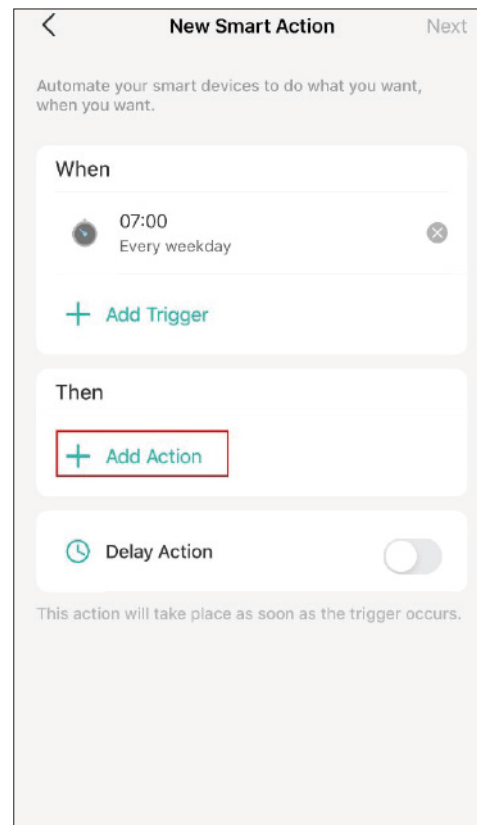 New Smart Action
Next
Automate your smart devices to do what you want,
when you want.
When
07:00
Every weekday
Add Trigger
Then
Add Action
Delay Action
This action will take place as soon as the trigger occurs.